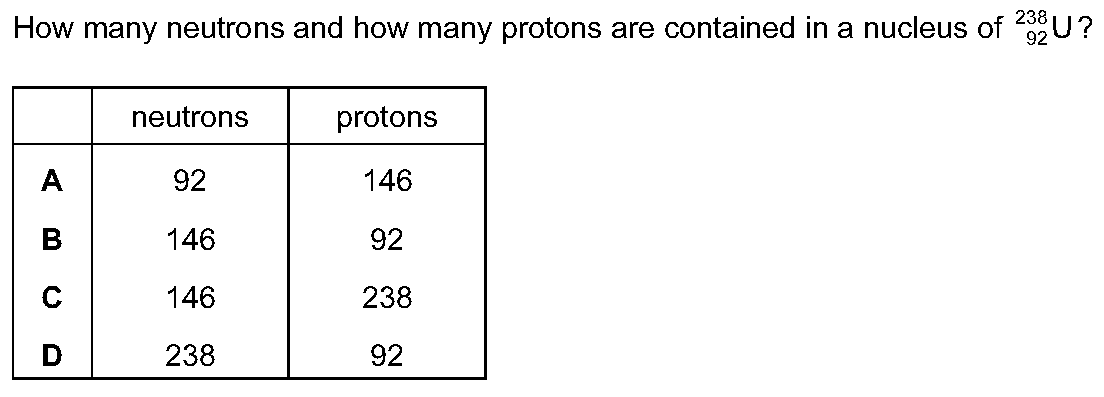 How many neutrons and how many protons are contained in a nucleus of ²³⁸₉₂U?
neutrons protons
A 92 146
B 146 92
C 146 238
D 238 92